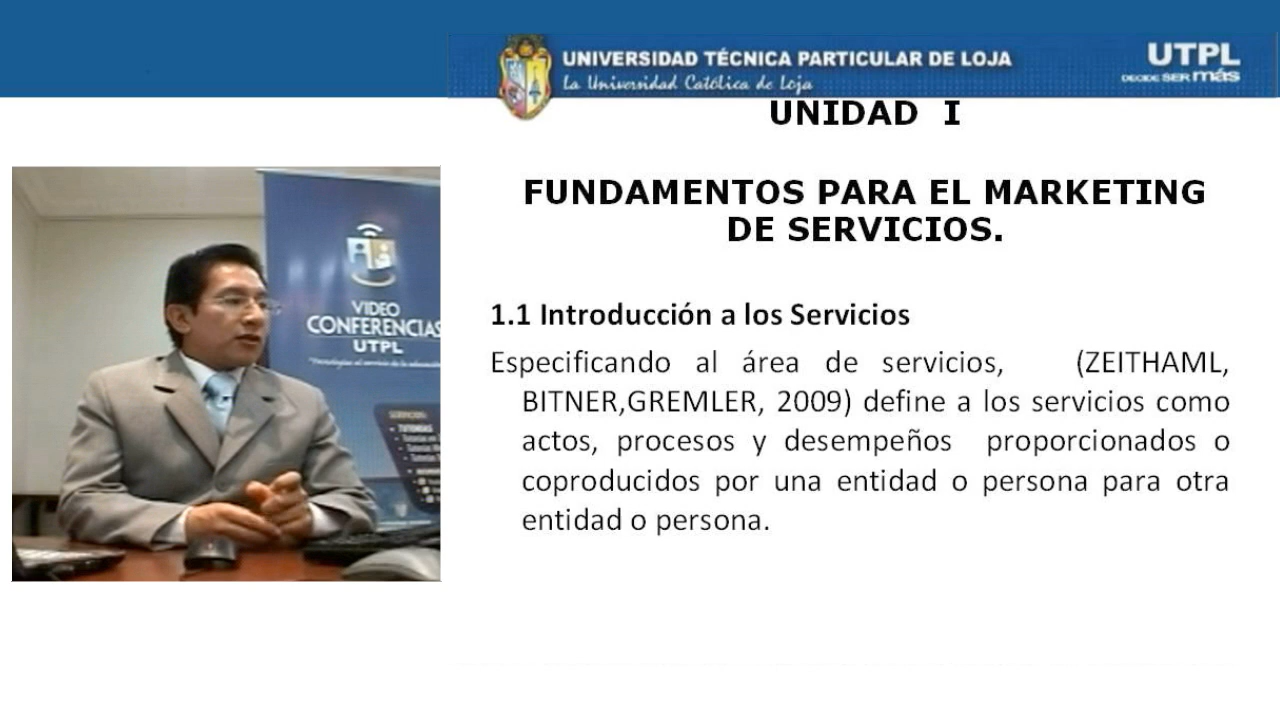 UNIVERSIDAD TÉCNICA PARTICULAR DE LOJA
La Universidad Católica de Loja
UTPL
DECIDE SER más
UNIDAD I
FUNDAMENTOS PARA EL MARKETING
DE SERVICIOS.
1.1 Introducción a los Servicios
Especificando al área de servicios, (ZEITHAML,
BITNER,GREMLER, 2009) define a los servicios como
actos, procesos y desempeños proporcionados o
coproducidos por una entidad o persona para otra
entidad o persona.
VIDEO
CONFERENCIAS
UTPL